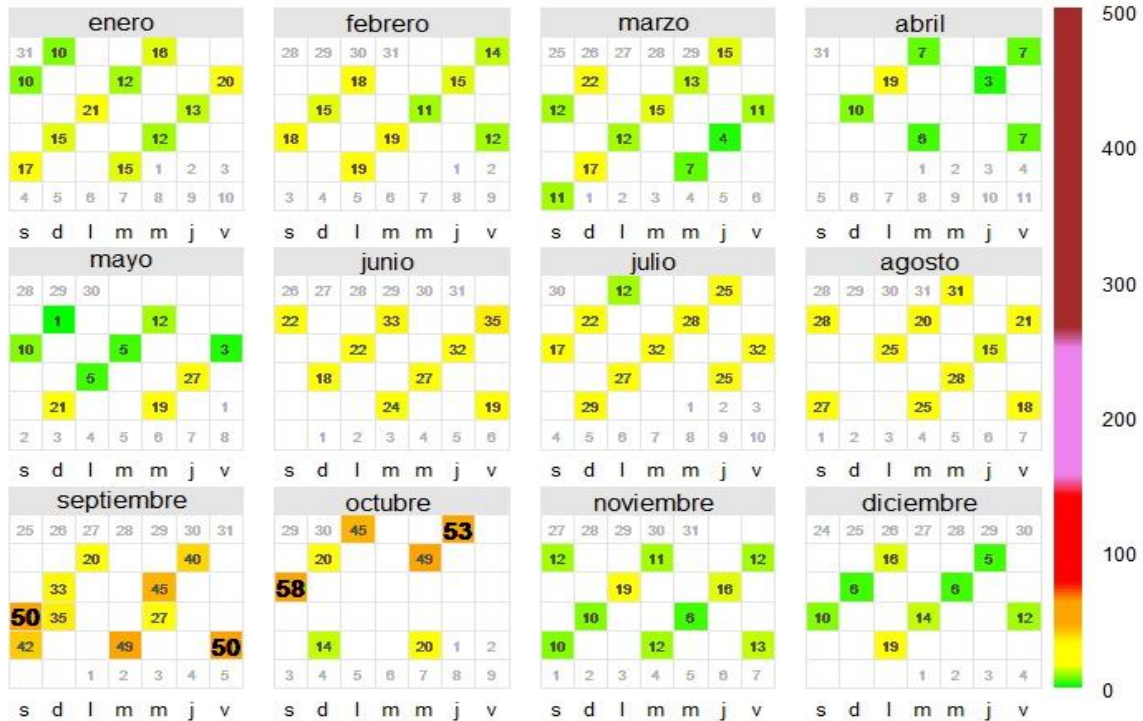 enero febrero marzo abril 500
31 10 16 28 29 30 31 14 25 26 27 28 29 15 31 7 7
10 12 20 18 15 22 13 19 3
21 13 15 11 12 15 11 10
400
15 12 18 19 12 12 4 6 7
17 15 1 2 3 19 1 2 17 7 1 2 3 4
4 5 6 7 8 9 10 3 4 5 6 7 8 9 11 1 2 3 4 5 6 5 6 7 8 9 10 11
s d l m m j v s d l m m j v s d l m m j v s d l m m j v
mayo junio julio agosto
300
28 29 30 26 27 28 29 30 31 30 12 25 28 29 30 31 31
1 12 22 33 35 22 28 28 20 21
10 5 3 22 32 17 32 32 25 15
5 27 18 27 27 25 28
200
21 19 1 24 19 29 1 2 3 27 25 18
2 3 4 5 6 7 8 1 2 3 4 5 6 4 5 6 7 8 9 10 1 2 3 4 5 6 7
s d l m m j v s d l m m j v s d l m m j v s d l m m j v
septiembre octubre noviembre diciembre
25 26 27 28 29 30 31 29 30 45 53 27 28 29 30 31 24 25 26 27 28 29 30
100
20 40 20 49 12 11 12 16 5
33 45 58 19 16 6 6
50 35 27 10 6 10 14 12
42 49 50 14 20 1 2 10 12 13 19
1 2 3 4 5 3 4 5 6 7 8 9 1 2 3 4 5 6 7 1 2 3 4
0
s d l m m j v s d l m m j v s d l m m j v s d l m m j v